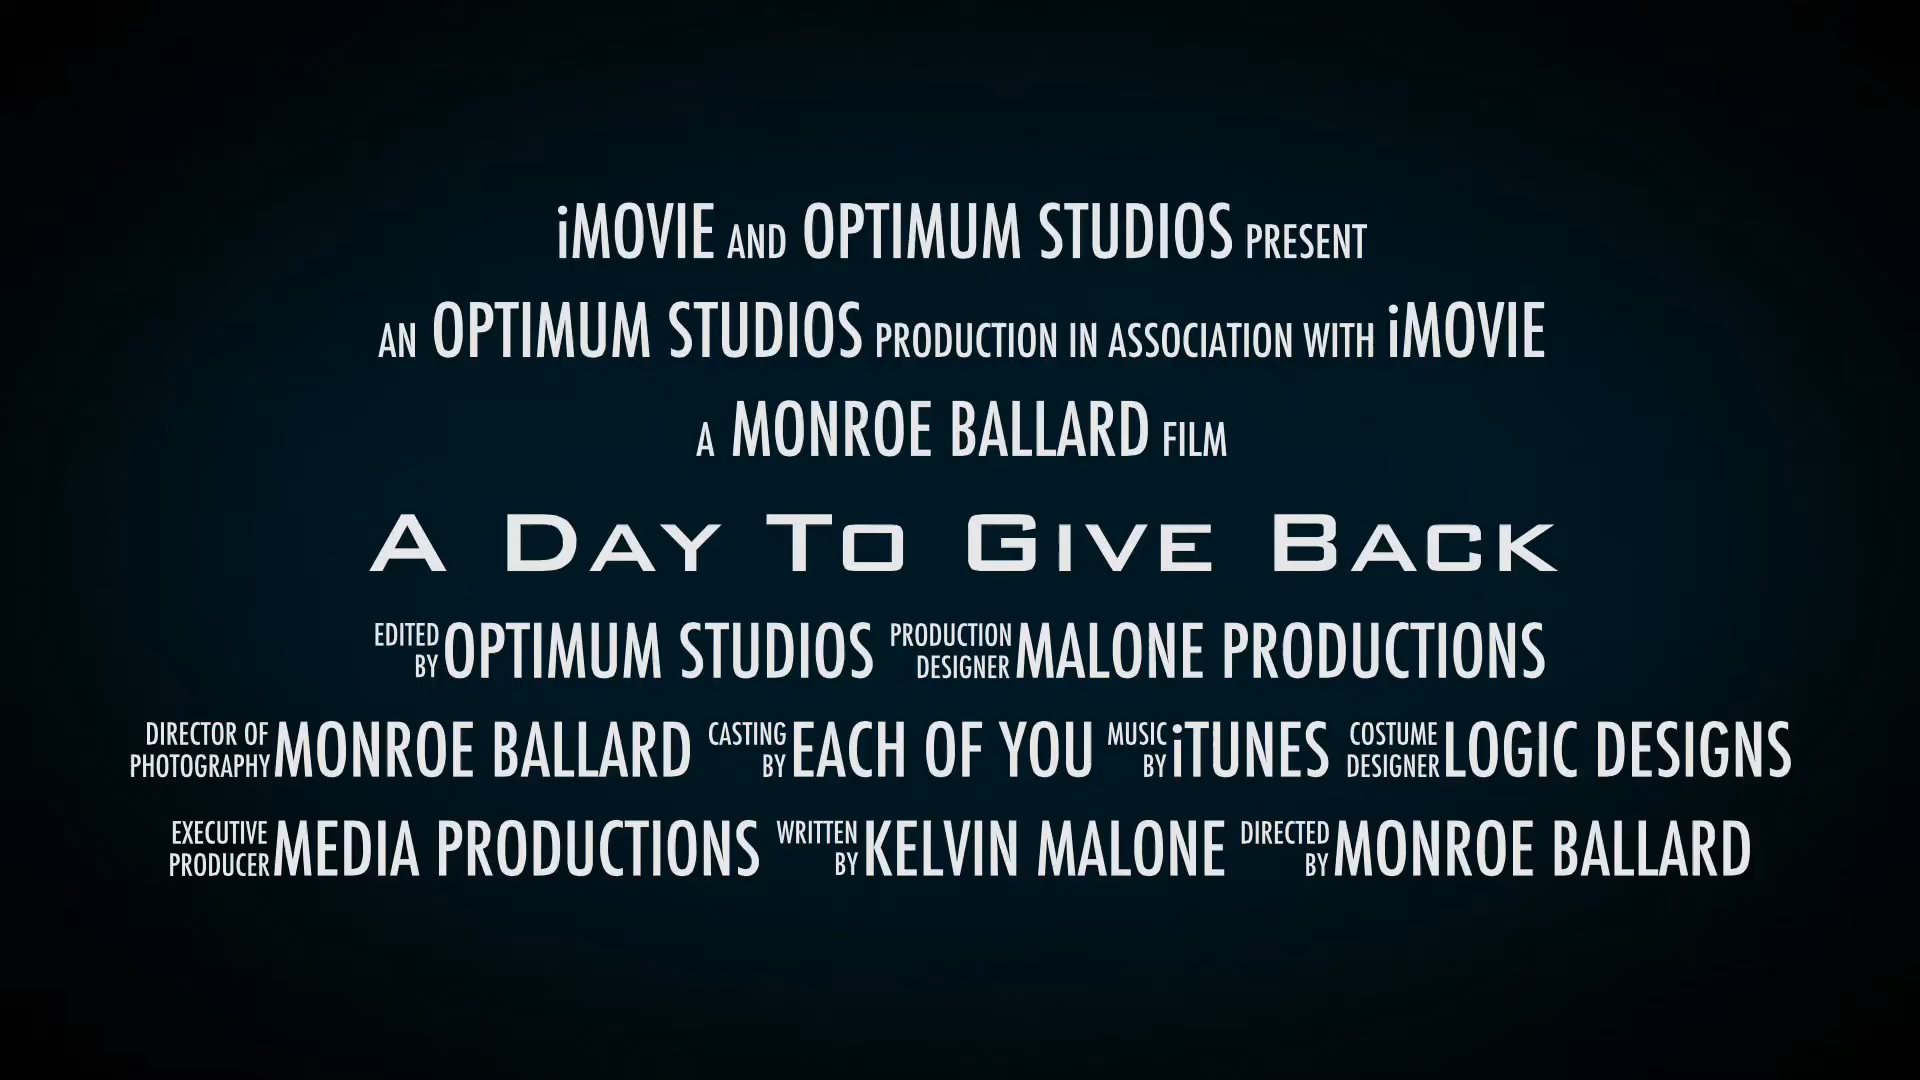 iMOVIE AND OPTIMUM STUDIOS PRESENT
AN OPTIMUM STUDIOS PRODUCTION IN ASSOCIATION WITH iMOVIE
A MONROE BALLARD FILM
A DAY TO GIVE BACK
EDITED BY OPTIMUM STUDIOS PRODUCTION DESIGNER MALONE PRODUCTIONS
DIRECTOR OF PHOTOGRAPHY MONROE BALLARD CASTING BY EACH OF YOU MUSIC BY iTUNES COSTUME DESIGNER LOGIC DESIGNS
EXECUTIVE PRODUCER MEDIA PRODUCTIONS WRITTEN BY KELVIN MALONE DIRECTED BY MONROE BALLARD